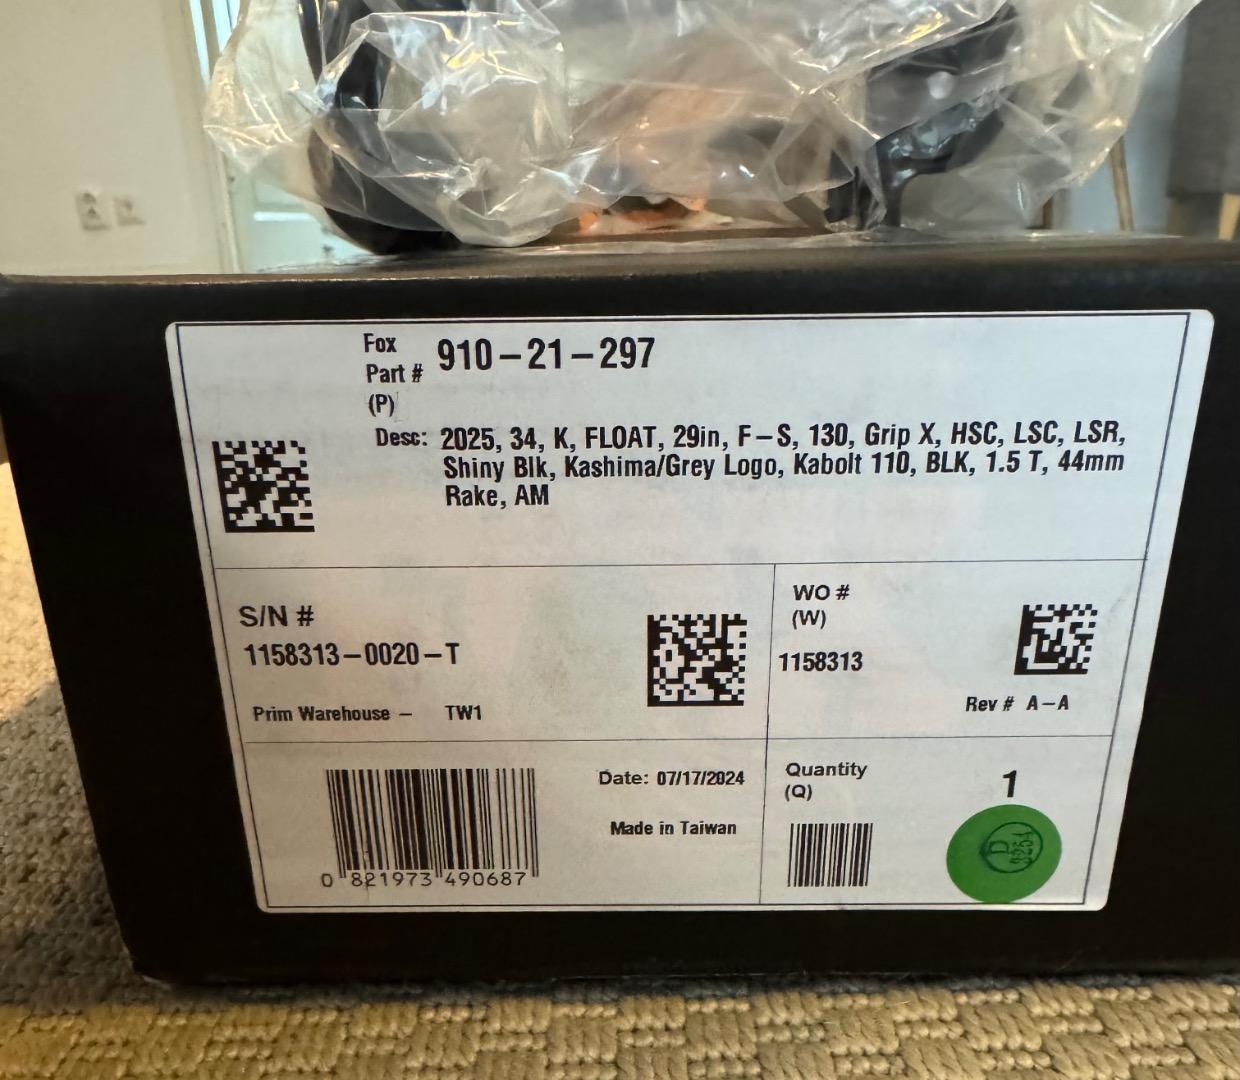 Fox
Part #
(P)
910-21-297
Desc: 2025, 34, K, FLOAT, 29in, F-S, 130, Grip X, HSC, LSC, LSR,
Shiny Blk, Kashima/Grey Logo, Kabolt 110, BLK, 1.5 T, 44mm
Rake, AM
S/N #
1158313-0020-T
Prim Warehouse - TW1
WO #
(W)
1158313
Rev # A-A
Date: 07/17/2024
Made in Taiwan
0 821973 490687
Quantity
(Q)
1
D
3254